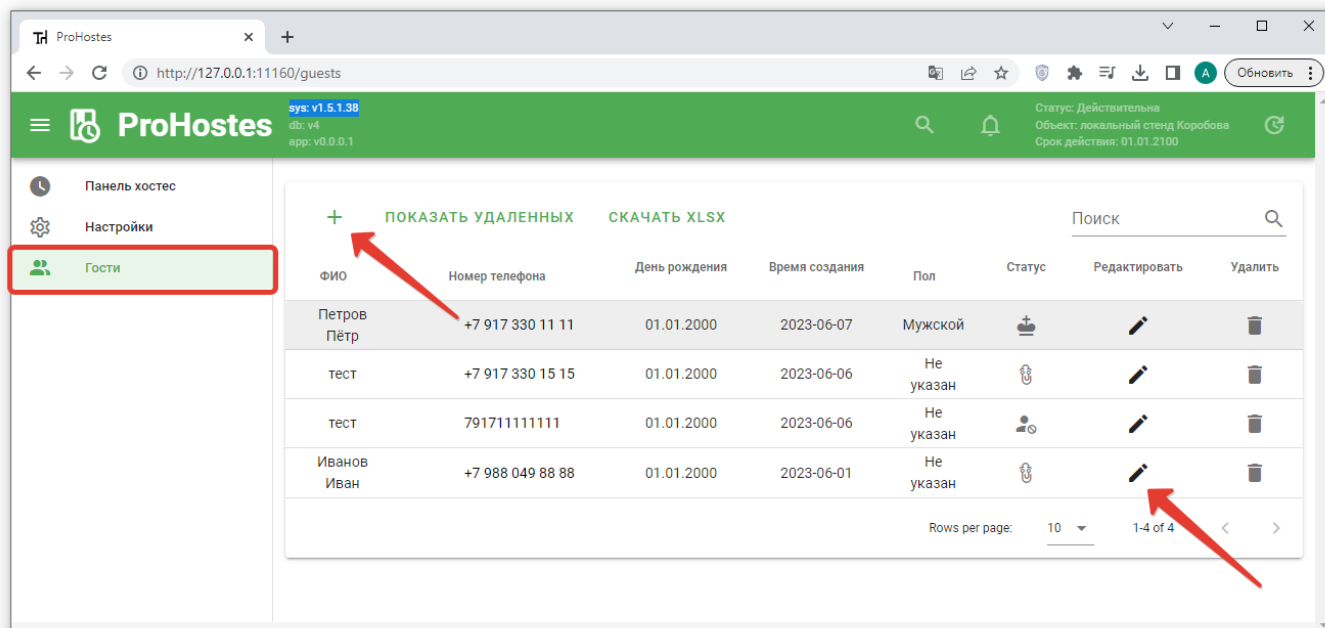 ProHostes
http://127.0.0.1:11160/guests
Обновить
A
ProHostes
sys: v1.5.1.38
db: v4
app: v0.0.0.1
Статус: Действительна
Объект: локальный стенд Коробова
Срок действия: 01.01.2100
Панель хостес
Настройки
Гости
+ ПОКАЗАТЬ УДАЛЕННЫХ СКАЧАТЬ XLSX Поиск
ФИО Номер телефона День рождения Время создания Пол Статус Редактировать Удалить
Петров
Пётр
+7 917 330 11 11 01.01.2000 2023-06-07 Мужской
тест +7 917 330 15 15 01.01.2000 2023-06-06
Не
указан
тест 791711111111 01.01.2000 2023-06-06
Не
указан
Иванов
Иван
+7 988 049 88 88 01.01.2000 2023-06-01
Не
указан
Rows per page: 10 1-4 of 4